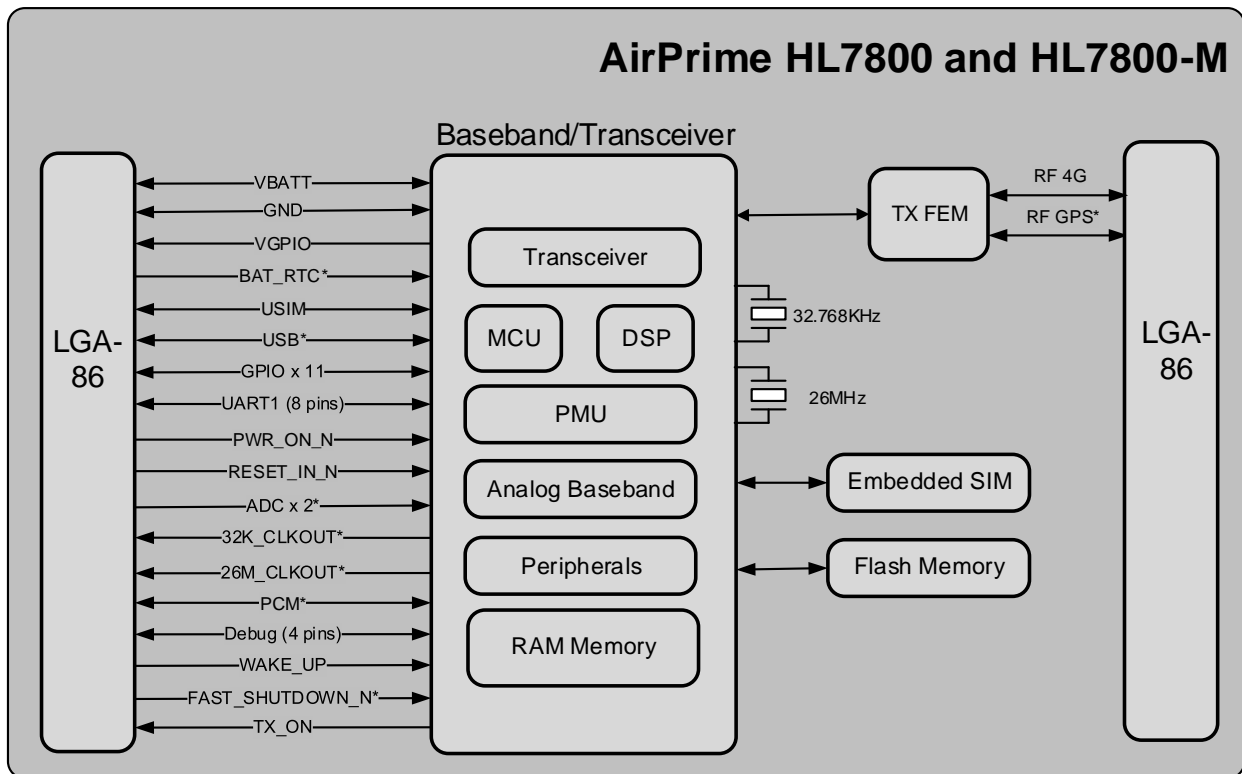 AirPrime HL7800 and HL7800-M
Baseband/Transceiver
LGA-
86
VBATT
GND
VGPIO
BAT_RTC*
USIM
USB*
GPIO x 11
UART1 (8 pins)
PWR_ON_N
RESET_IN_N
ADC x 2*
32K_CLKOUT*
26M_CLKOUT*
PCM*
Debug (4 pins)
WAKE_UP
FAST_SHUTDOWN_N*
TX_ON
Transceiver
MCU
DSP
PMU
Analog Baseband
Peripherals
RAM Memory
TX FEM
RF 4G
RF GPS*
32.768KHz
26MHz
Embedded SIM
Flash Memory
LGA-
86